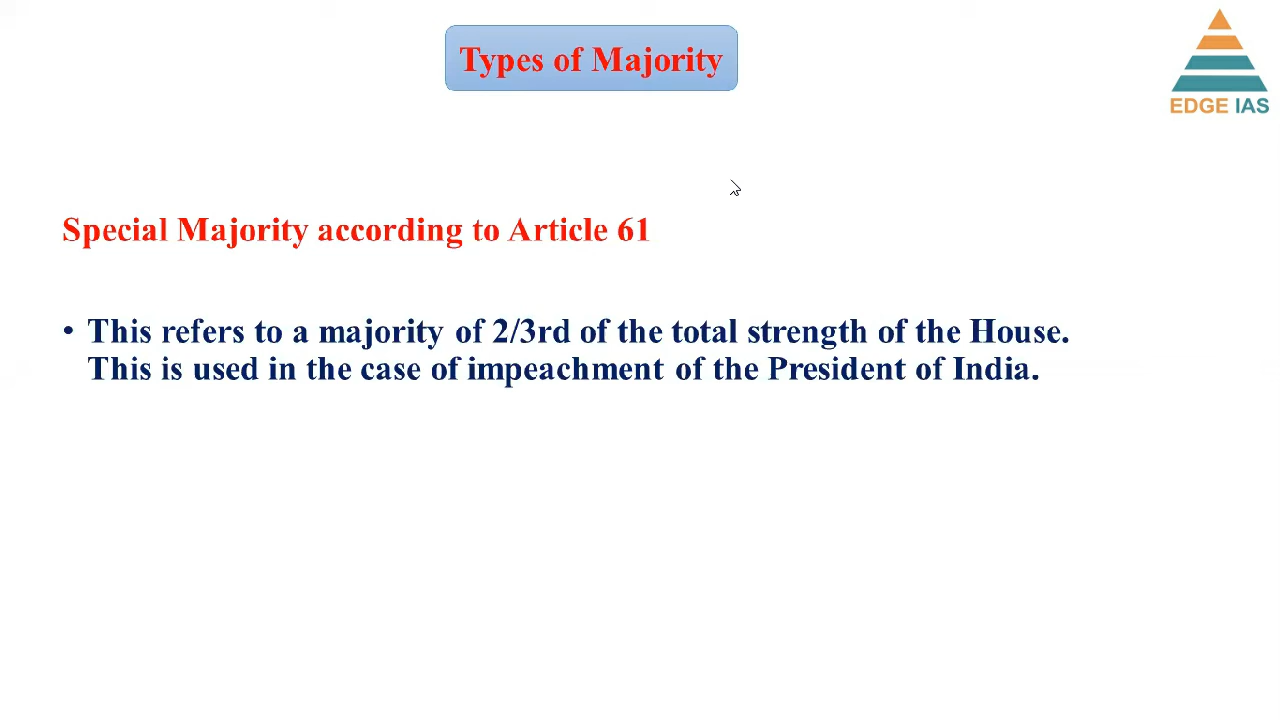 Types of Majority
EDGE IAS
Special Majority according to Article 61
• This refers to a majority of 2/3rd of the total strength of the House.
This is used in the case of impeachment of the President of India.